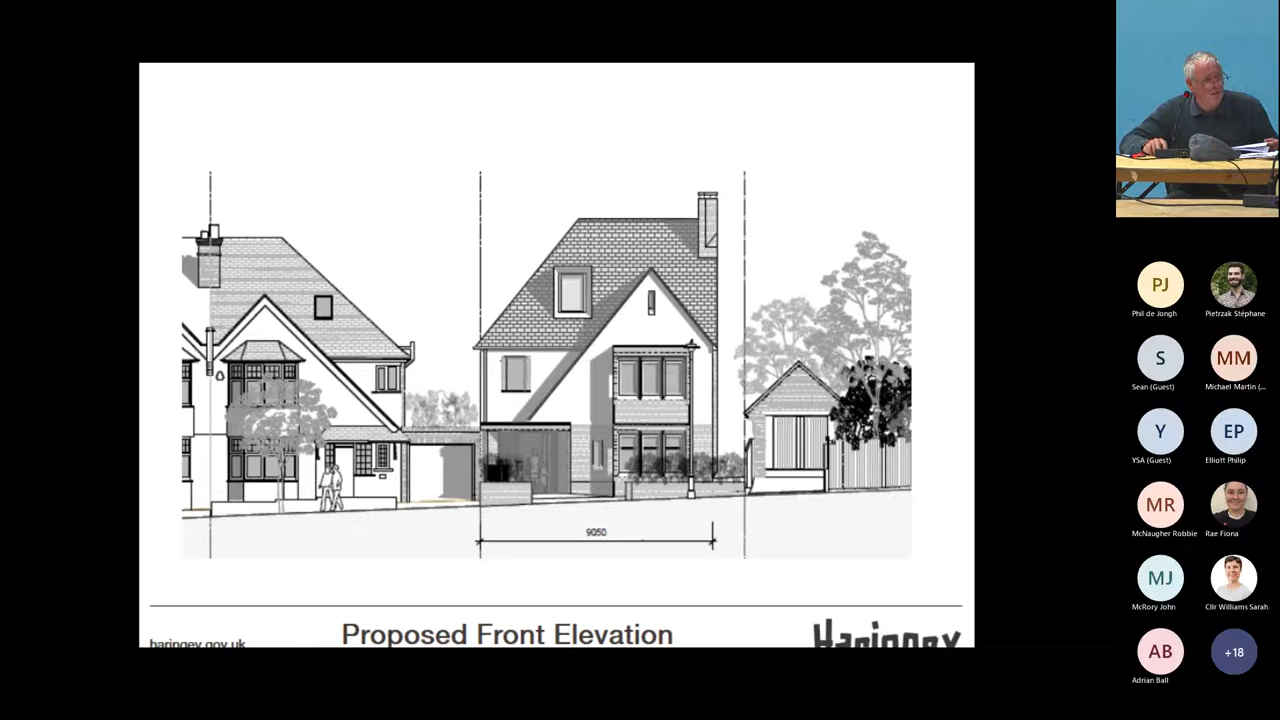 9050
haringey.gov.uk
Proposed Front Elevation
Haringey
PJ
Phil de Jongh
Pietrzak Stéphane
S
Sean (Guest)
MM
Michael Martin (...
Y
YSA (Guest)
EP
Elliott Philip
MR
McNaugher Robbie
Rae Fiona
MJ
McRory John
Cllr Williams Sarah
AB
Adrian Ball
+18